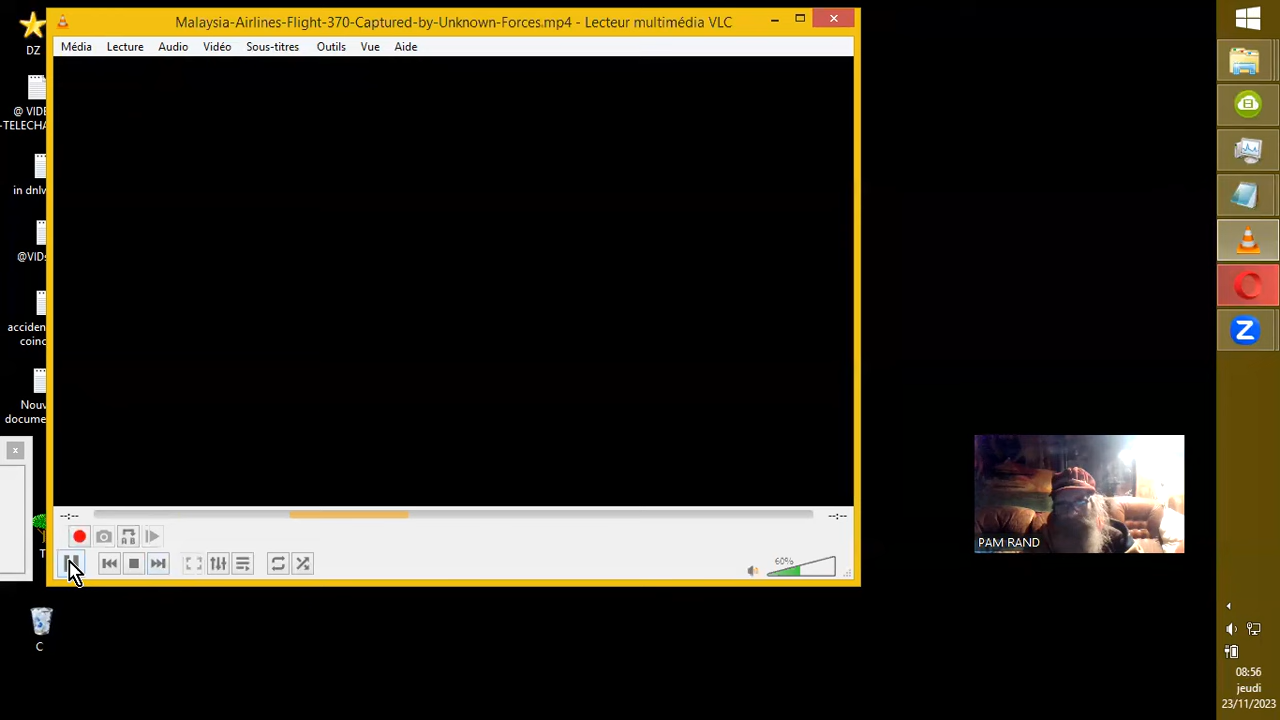 Malaysia-Airlines-Flight-370-Captured-by-Unknown-Forces.mp4 - Lecteur multimédia VLC
Média Lecture Audio Vidéo Sous-titres Outils Vue Aide
DZ
@ VIDE
-TELECHA
in dnlv
@VIDs
acciden
coinc
Nouv
docume
x
T
C
--:--
--:--
60%
PAM RAND
Z
08:56
jeudi
23/11/2023